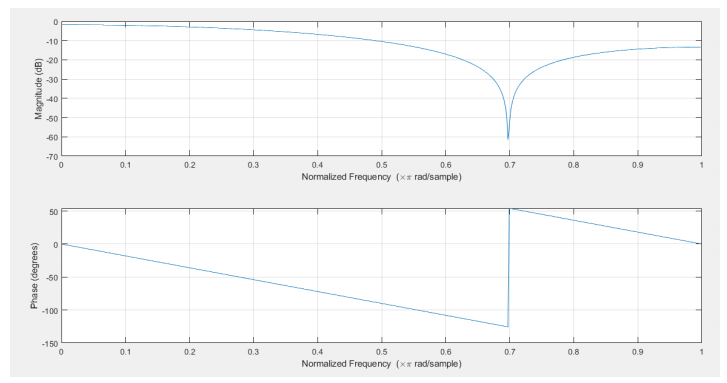 0
-10
-20
-30
-40
-50
-60
-70
Magnitude (dB)
0 0.1 0.2 0.3 0.4 0.5 0.6 0.7 0.8 0.9 1
Normalized Frequency (×π rad/sample)
50
0
-50
-100
-150
Phase (degrees)
0 0.1 0.2 0.3 0.4 0.5 0.6 0.7 0.8 0.9 1
Normalized Frequency (×π rad/sample)